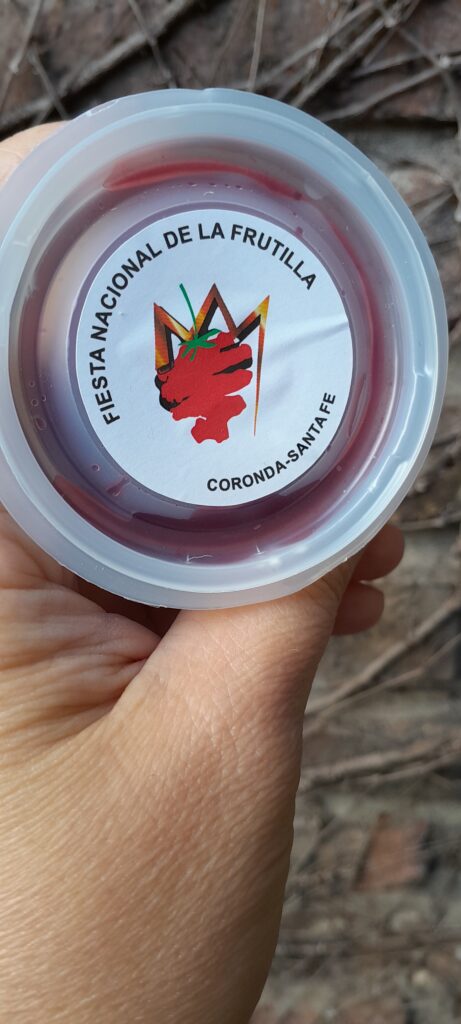 FIESTA NACIONAL DE LA FRUTILLA
CORONDA-SANTA FE